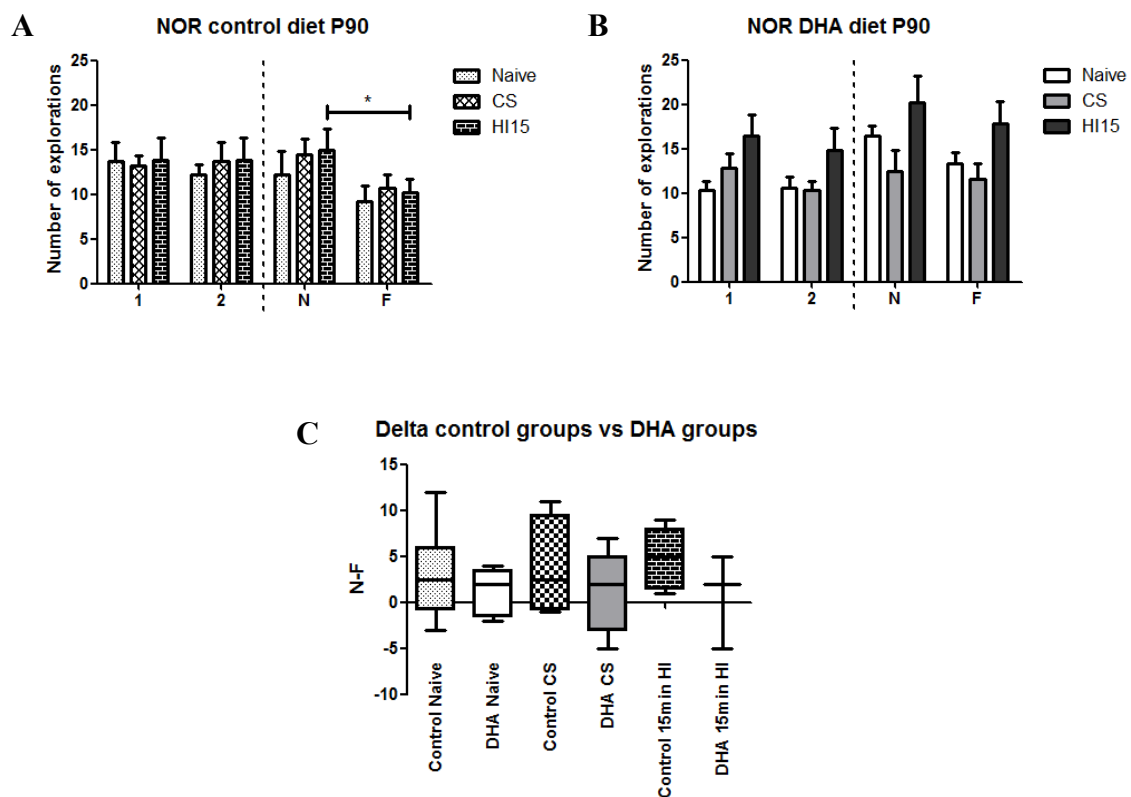 A
NOR control diet P90
Number of explorations
25
20
15
10
5
0
*
1 2 N F
Naive
CS
HI15
B
NOR DHA diet P90
Number of explorations
25
20
15
10
5
0
1 2 N F
Naive
CS
HI15
C
Delta control groups vs DHA groups
N-F
15
10
5
0
-5
-10
Control Naive
DHA Naive
Control CS
DHA CS
Control 15min HI
DHA 15min HI